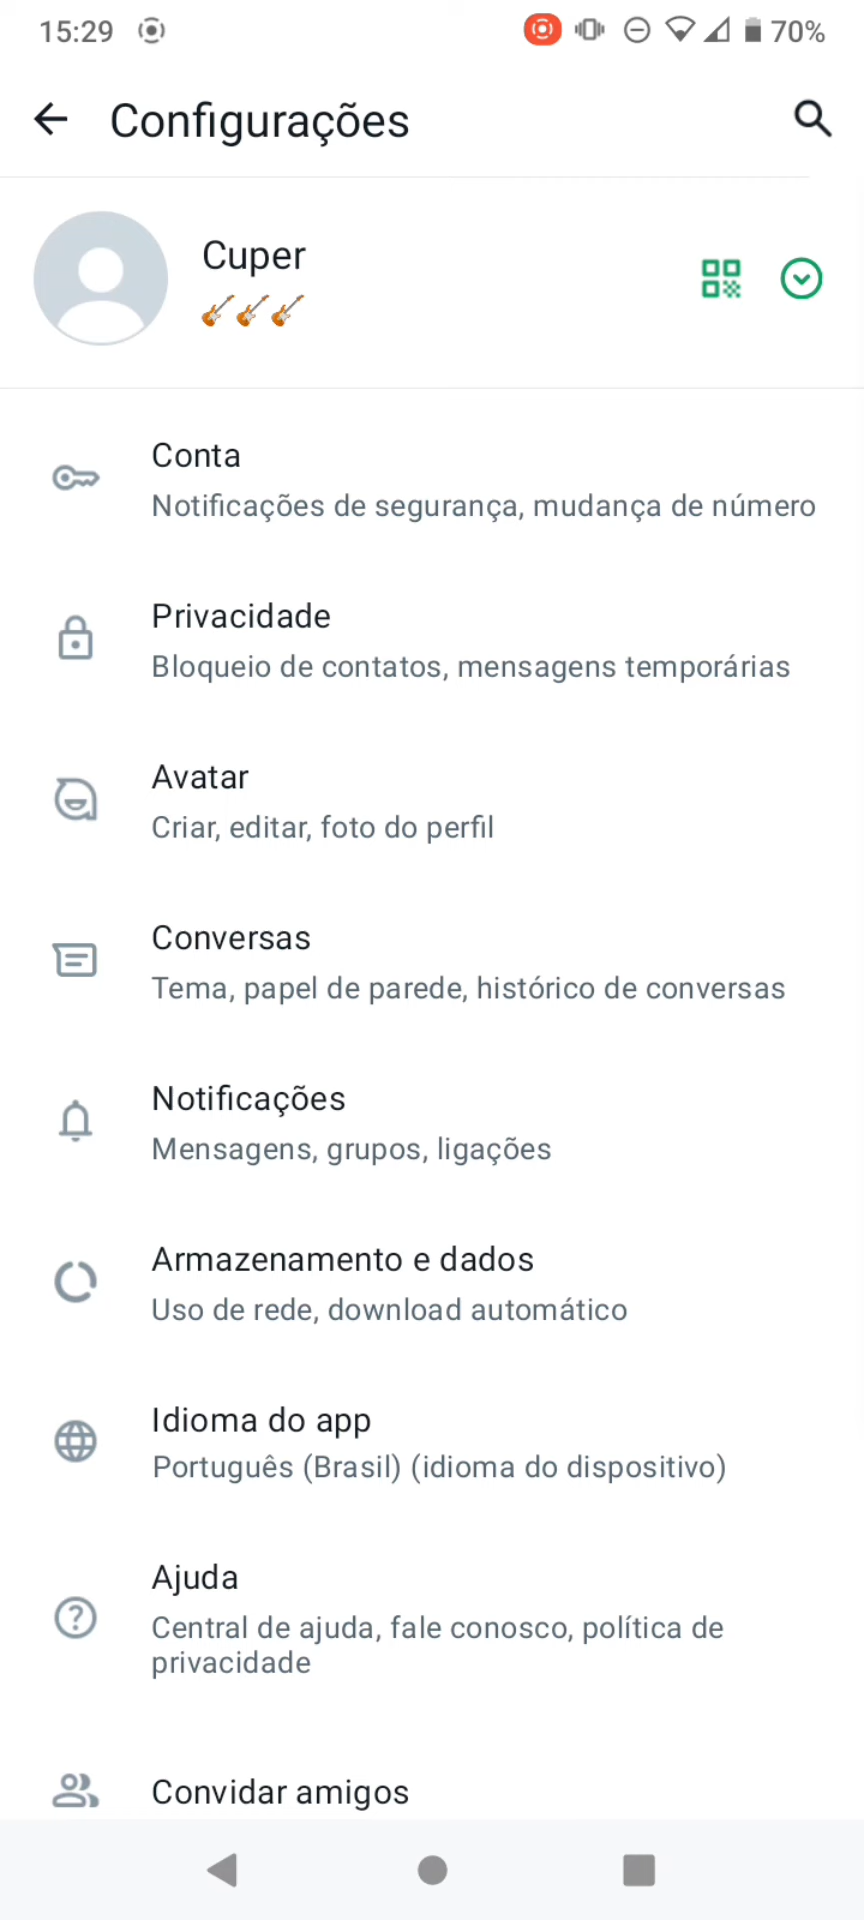 15:29 70%
Configurações
Cuper
🎸🎸🎸
Conta
Notificações de segurança, mudança de número
Privacidade
Bloqueio de contatos, mensagens temporárias
Avatar
Criar, editar, foto do perfil
Conversas
Tema, papel de parede, histórico de conversas
Notificações
Mensagens, grupos, ligações
Armazenamento e dados
Uso de rede, download automático
Idioma do app
Português (Brasil) (idioma do dispositivo)
Ajuda
Central de ajuda, fale conosco, política de
privacidade
Convidar amigos